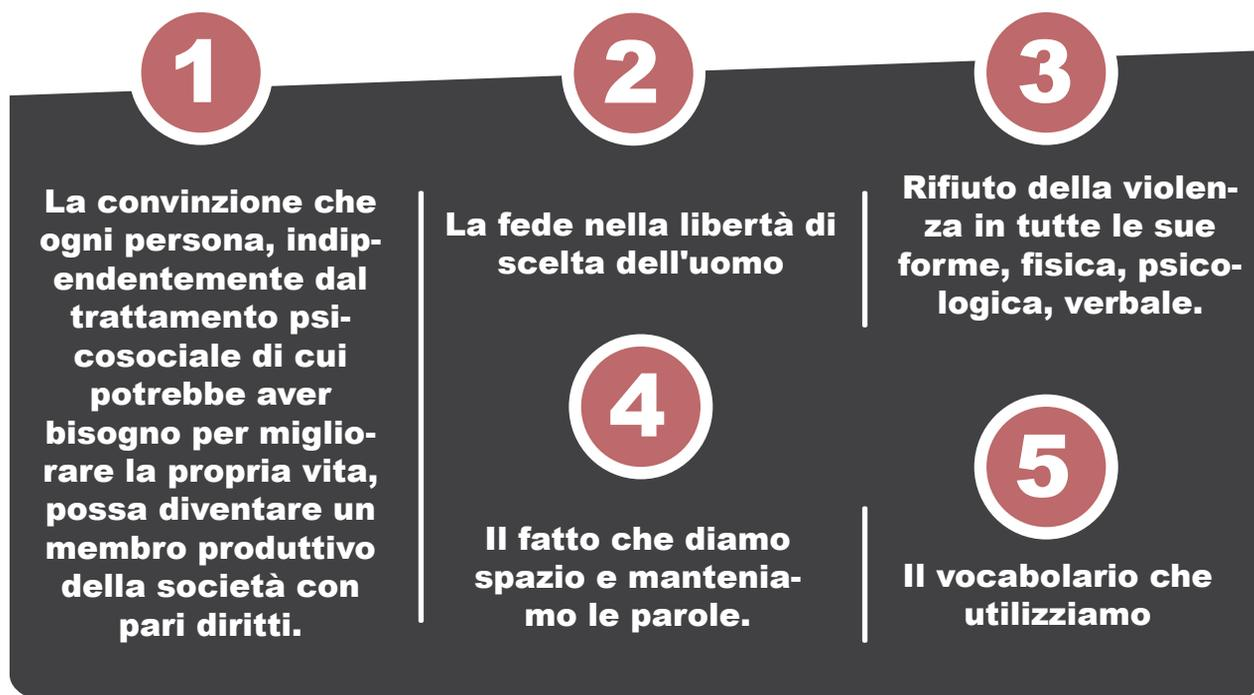 1
La convinzione che
ogni persona, indip-
endentemente dal
trattamento psi-
cosociale di cui
potrebbe aver
bisogno per miglio-
rare la propria vita,
possa diventare un
membro produttivo
della società con
pari diritti.
2
La fede nella libertà di
scelta dell'uomo
3
Rifiuto della violen-
za in tutte le sue
forme, fisica, psico-
logica, verbale.
4
Il fatto che diamo
spazio e mantenia-
mo le parole.
5
Il vocabolario che
utilizziamo